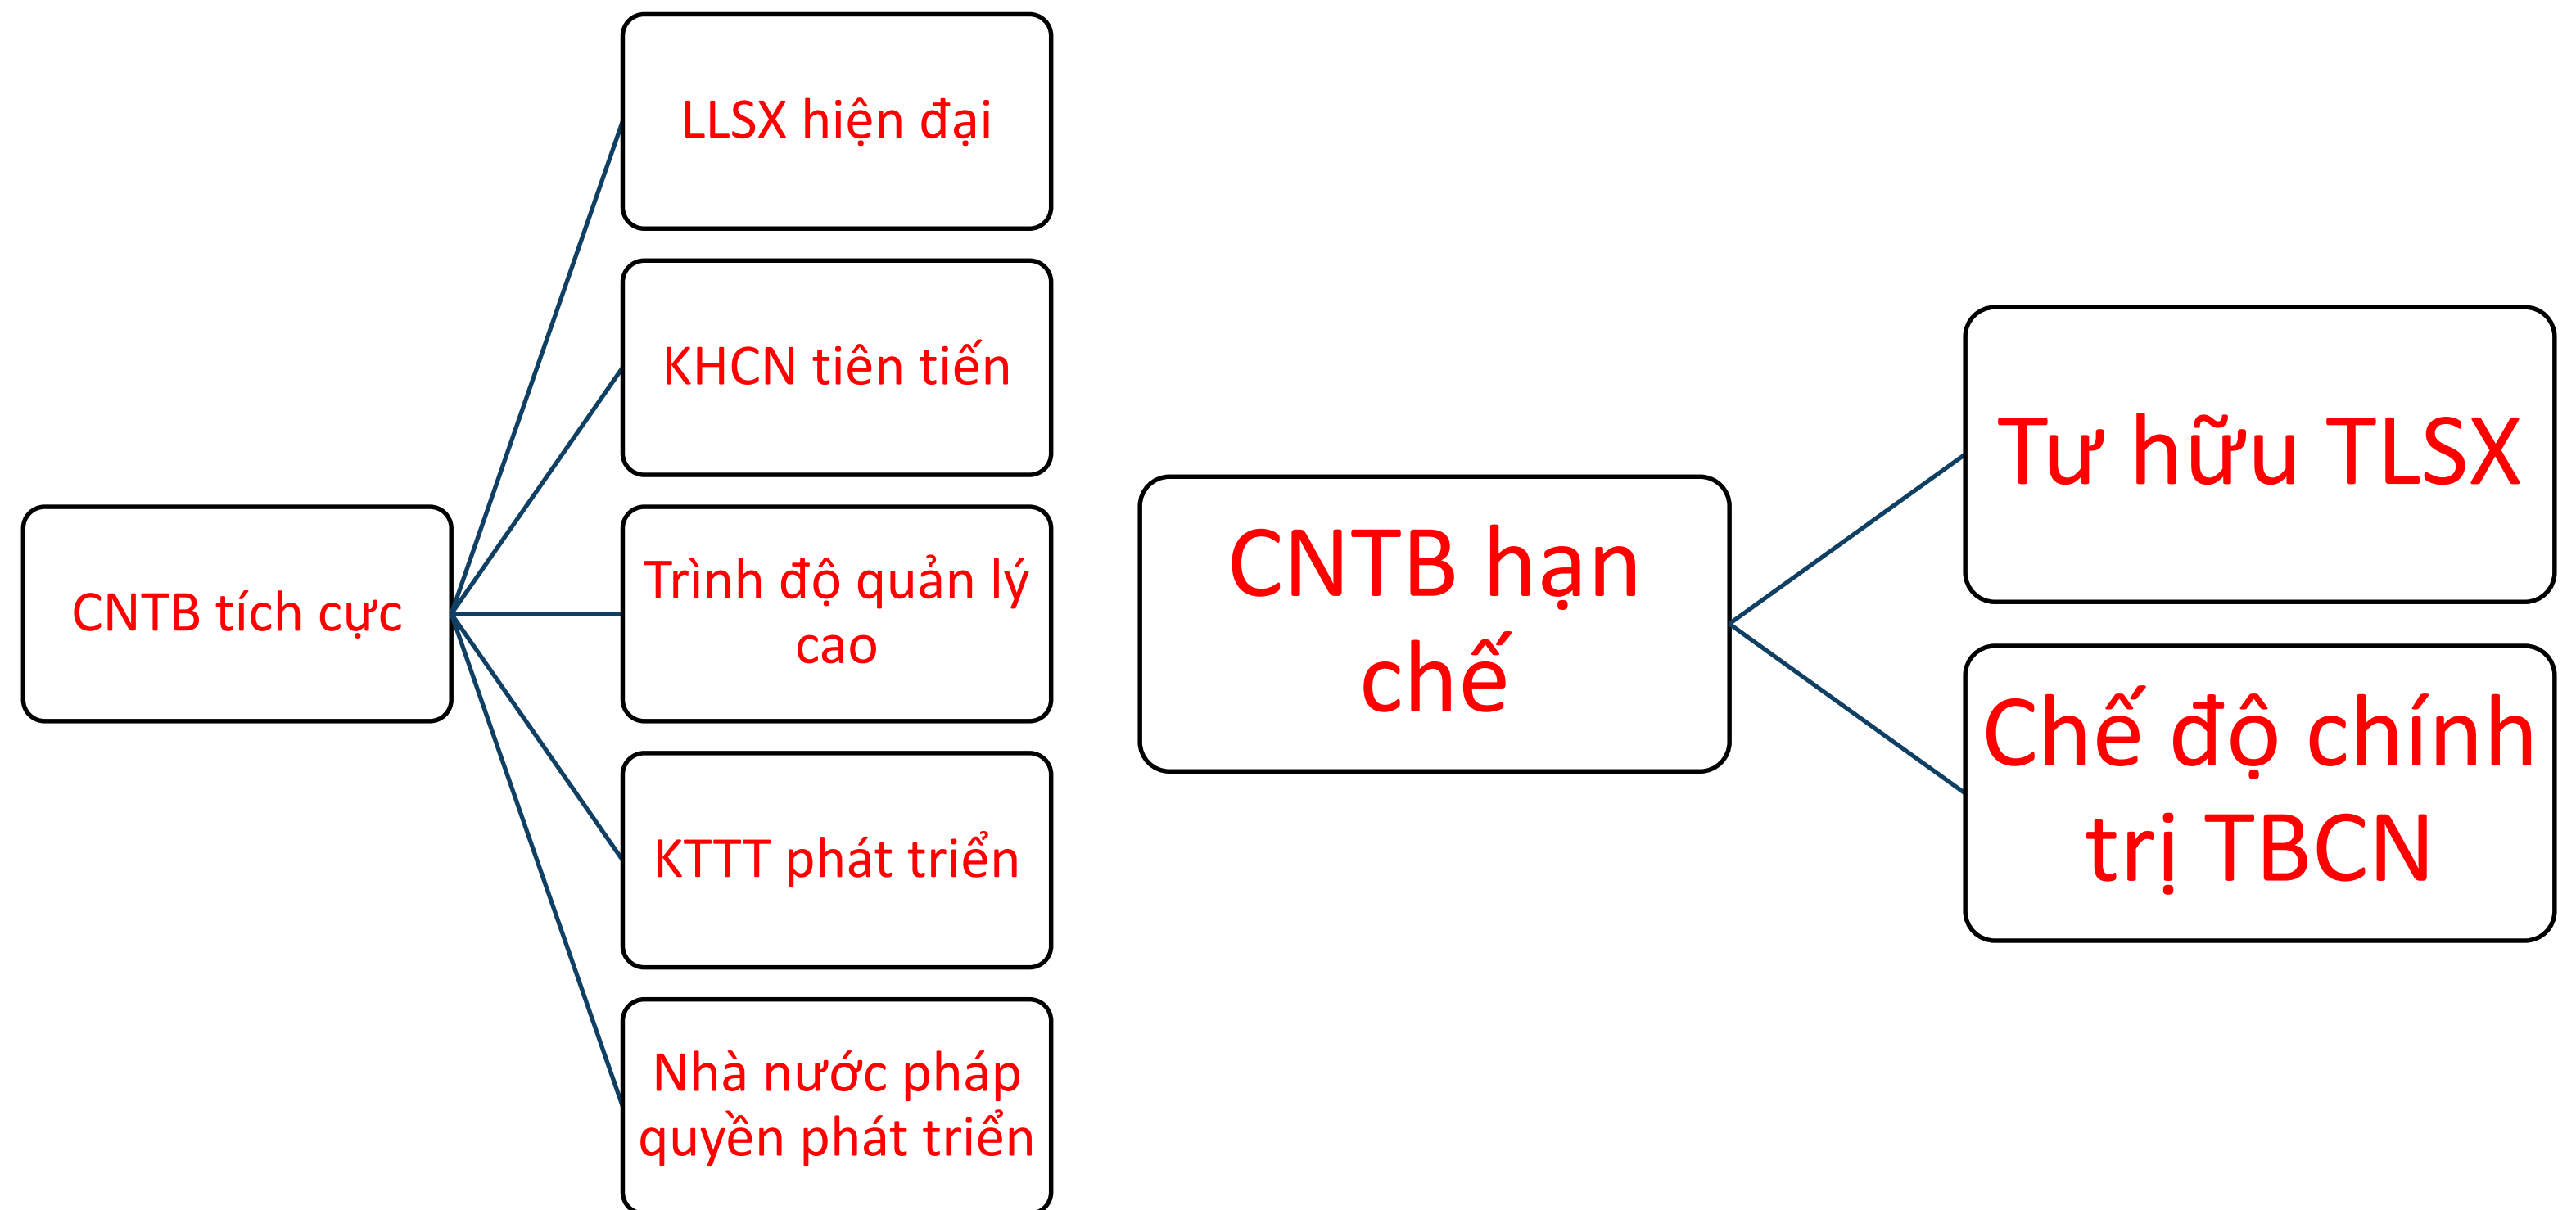 CNTB tích cực
LLSX hiện đại
KHCN tiên tiến
Trình độ quản lý
cao
KTTT phát triển
Nhà nước pháp
quyền phát triển
CNTB hạn
chế
Tư hữu TLSX
Chế độ chính
trị TBCN